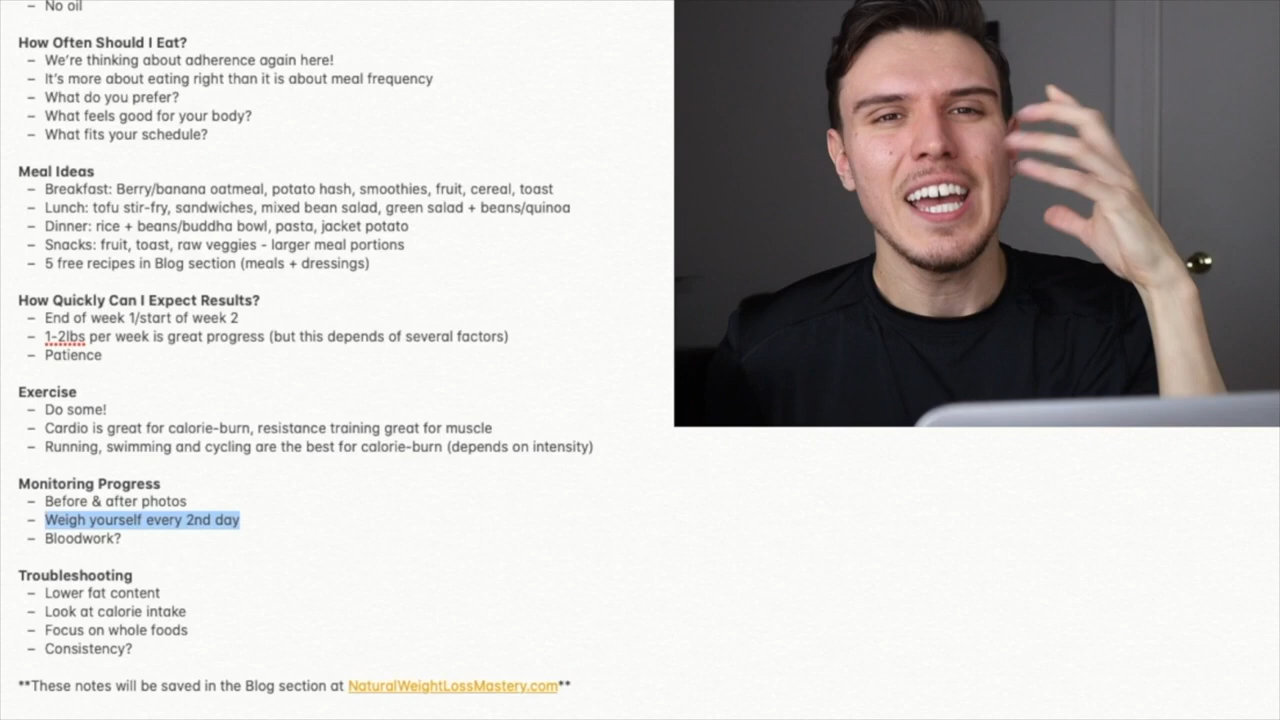 – No oil
How Often Should I Eat?
– We're thinking about adherence again here!
– It's more about eating right than it is about meal frequency
– What do you prefer?
– What feels good for your body?
– What fits your schedule?
Meal Ideas
– Breakfast: Berry/banana oatmeal, potato hash, smoothies, fruit, cereal, toast
– Lunch: tofu stir-fry, sandwiches, mixed bean salad, green salad + beans/quinoa
– Dinner: rice + beans/buddha bowl, pasta, jacket potato
– Snacks: fruit, toast, raw veggies - larger meal portions
– 5 free recipes in Blog section (meals + dressings)
How Quickly Can I Expect Results?
– End of week 1/start of week 2
– 1-2lbs per week is great progress (but this depends of several factors)
– Patience
Exercise
– Do some!
– Cardio is great for calorie-burn, resistance training great for muscle
– Running, swimming and cycling are the best for calorie-burn (depends on intensity)
Monitoring Progress
– Before & after photos
– Weigh yourself every 2nd day
– Bloodwork?
Troubleshooting
– Lower fat content
– Look at calorie intake
– Focus on whole foods
– Consistency?
**These notes will be saved in the Blog section at NaturalWeightLossMastery.com**